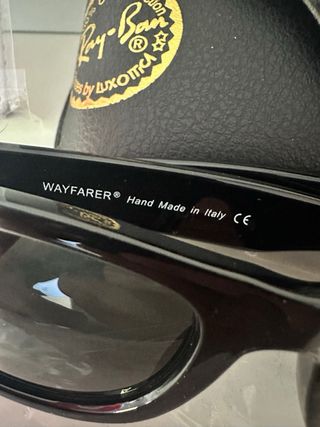 Ray-Ban®
by LUXOTTICA
WAYFARER® Hand Made in Italy CE